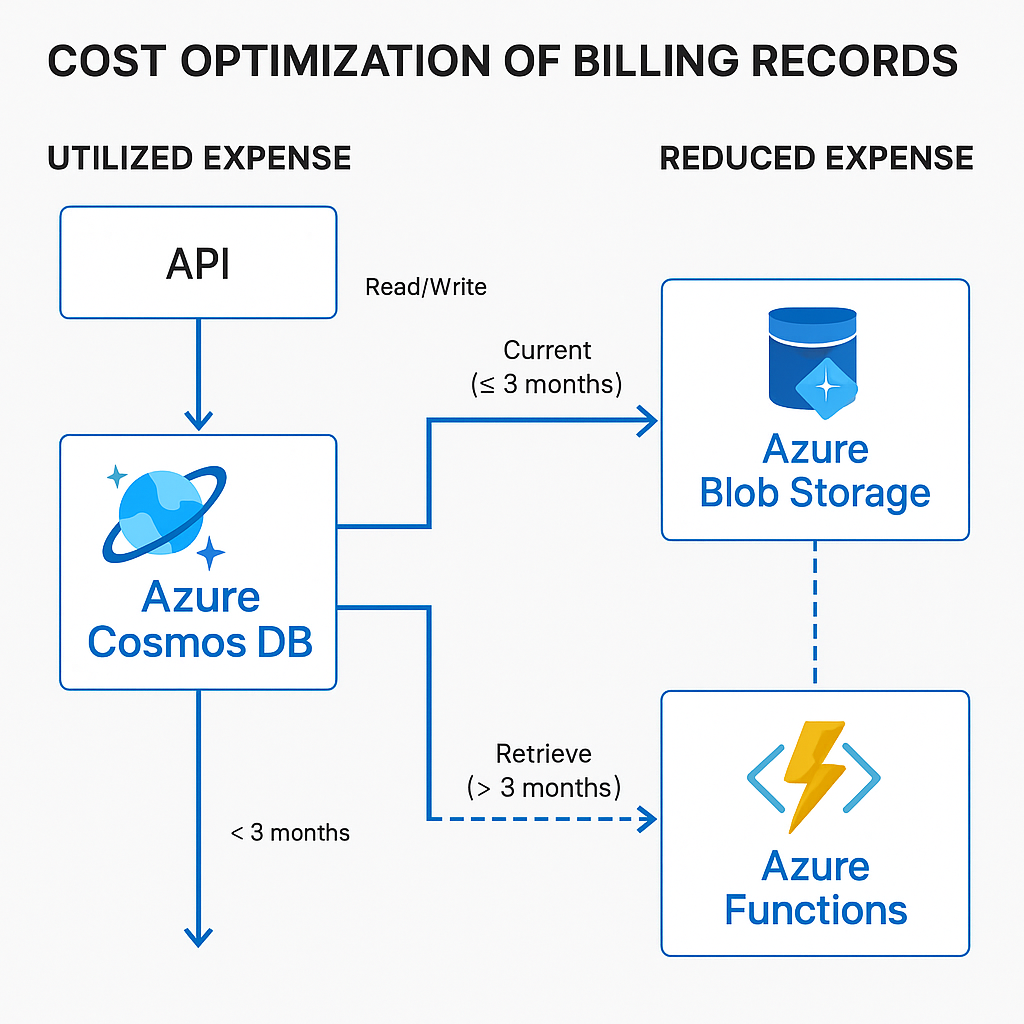 COST OPTIMIZATION OF BILLING RECORDS
UTILIZED EXPENSE
REDUCED EXPENSE
API
Read/Write
Current
(≤ 3 months)
Azure
Blob Storage
Azure
Cosmos DB
Retrieve
(> 3 months)
< 3 months
Azure
Functions